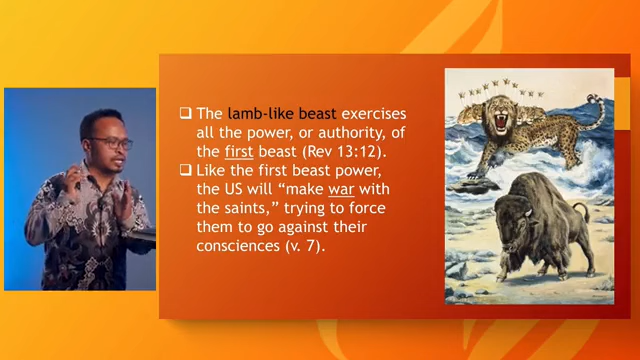 ❑ The lamb-like beast exercises
all the power, or authority, of
the first beast (Rev 13:12).
❑ Like the first beast power,
the US will “make war with
the saints,” trying to force
them to go against their
consciences (v. 7).